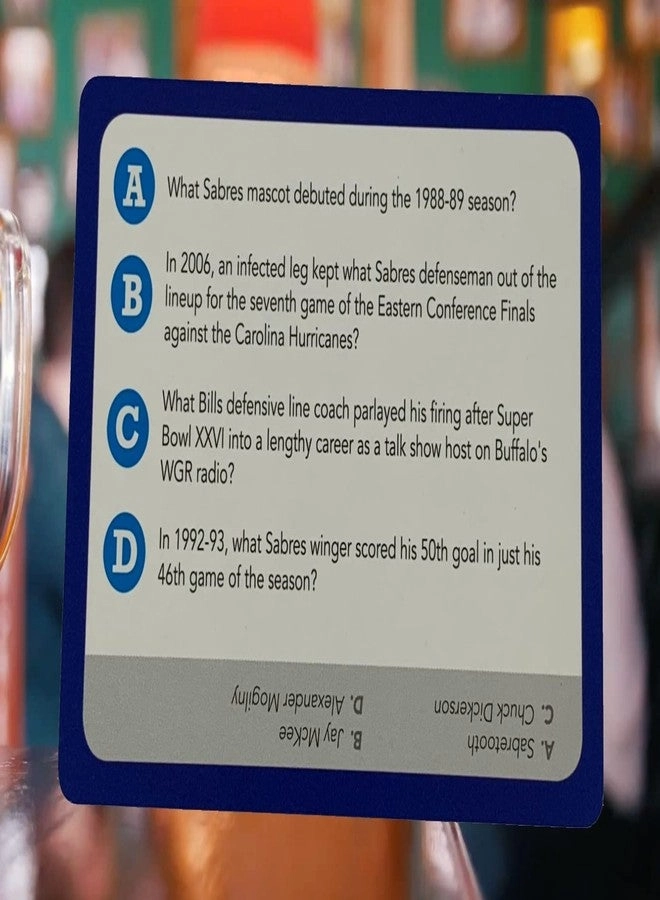 A What Sabres mascot debuted during the 1988-89 season?
B In 2006, an infected leg kept what Sabres defenseman out of the
lineup for the seventh game of the Eastern Conference Finals
against the Carolina Hurricanes?
C What Bills defensive line coach parlayed his firing after Super
Bowl XXVI into a lengthy career as a talk show host on Buffalo's
WGR radio?
D In 1992-93, what Sabres winger scored his 50th goal in just his
46th game of the season?
A. Sabretooth B. Jay McKee
C. Chuck Dickerson D. Alexander Mogilny